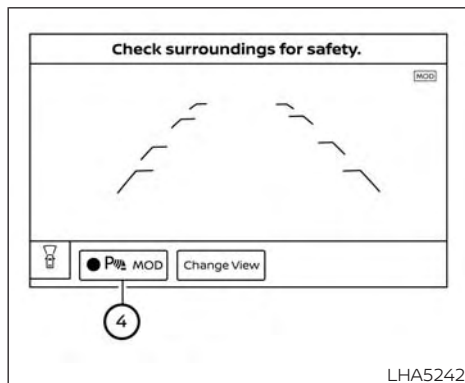 Check surroundings for safety.
MOD
P MOD
Change View
4
LHA5242